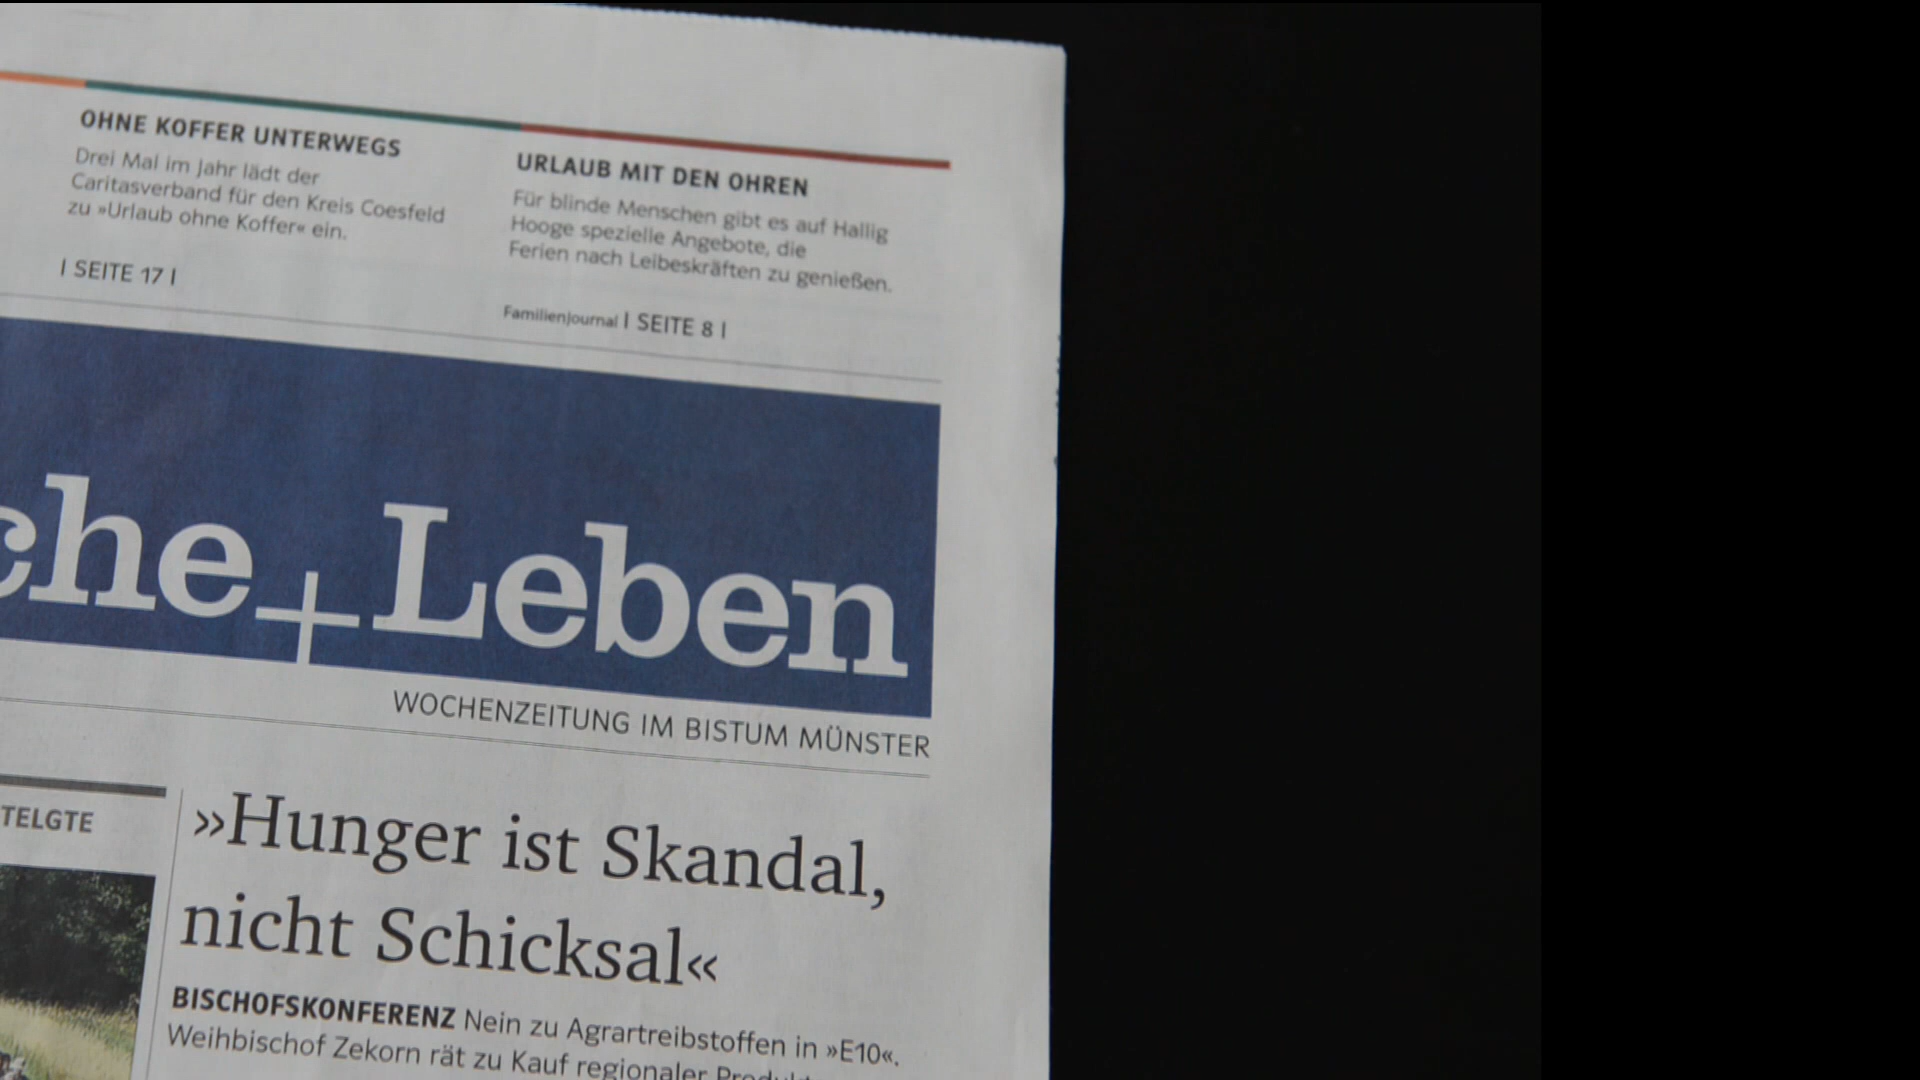 OHNE KOFFER UNTERWEGS
Drei Mal im Jahr lädt der
Caritasverband für den Kreis Coesfeld
zu »Urlaub ohne Koffer« ein.
| SEITE 17 |
URLAUB MIT DEN OHREN
Für blinde Menschen gibt es auf Hallig
Hooge spezielle Angebote, die
Ferien nach Leibeskräften zu genießen.
Familienjournal | SEITE 8 |
che+Leben
WOCHENZEITUNG IM BISTUM MÜNSTER
TELGTE
»Hunger ist Skandal,
nicht Schicksal«
BISCHOFSKONFERENZ Nein zu Agrartreibstoffen in »E10«.
Weihbischof Zekorn rät zu Kauf regionaler